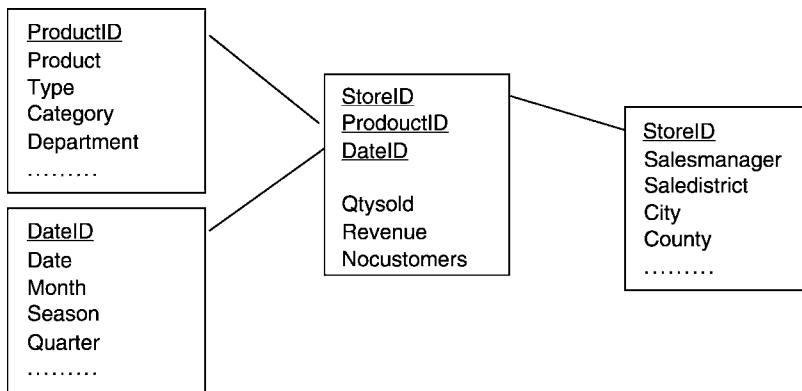 ProductID
Product
Type
Category
Department
.........
DateID
Date
Month
Season
Quarter
.........
StoreID
ProdouctID
DateID
Qtysold
Revenue
Nocustomers
StoreID
Salesmanager
Saledistrict
City
County
.........